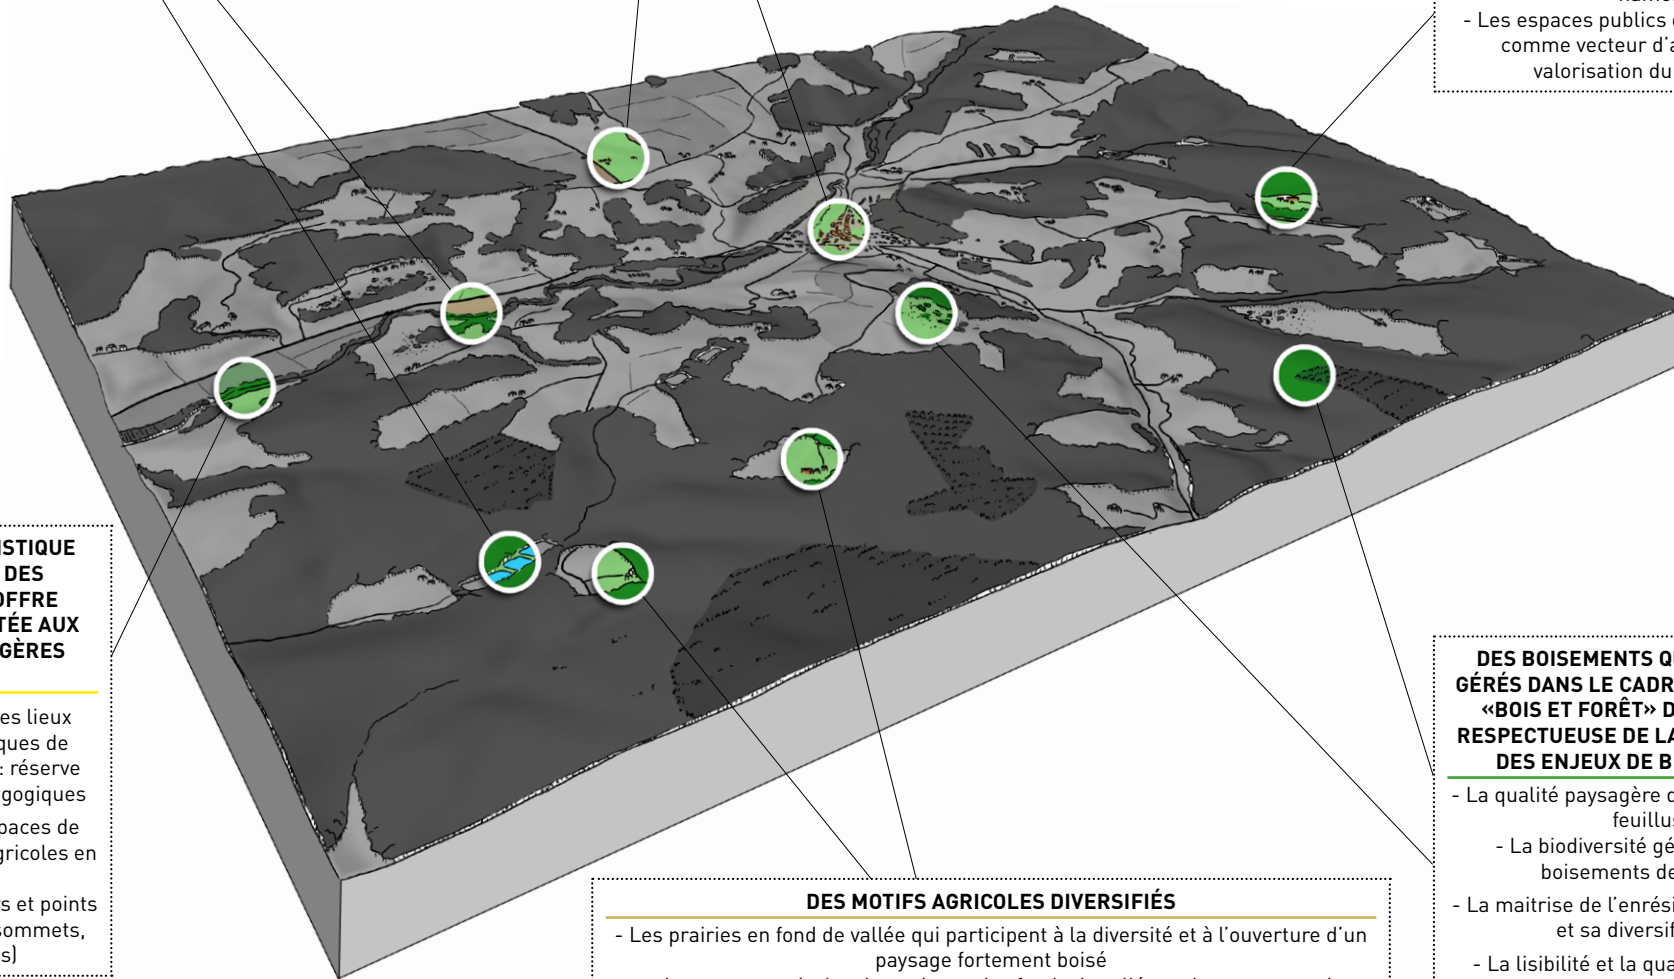 - Les espaces publics
comme vecteur d'a
valorisation du
ISTIQUE
DES
OFFRE
TÉE AUX
GÈRES
es lieux
ques de
: réserve
gogiques
paces de
gricoles en
s et points
sommets,
s)
DES MOTIFS AGRICOLES DIVERSIFIÉS
- Les prairies en fond de vallée qui participent à la diversité et à l'ouverture d'un
paysage fortement boisé
DES BOISEMENTS QU
GÉRÉS DANS LE CADR
«BOIS ET FORÊT» D
RESPECTUEUSE DE LA
DES ENJEUX DE B
- La qualité paysagère d
feuillus
- La biodiversité gé
boisements de
- La maitrise de l'enrési
et sa diversif
- La lisibilité et la qua